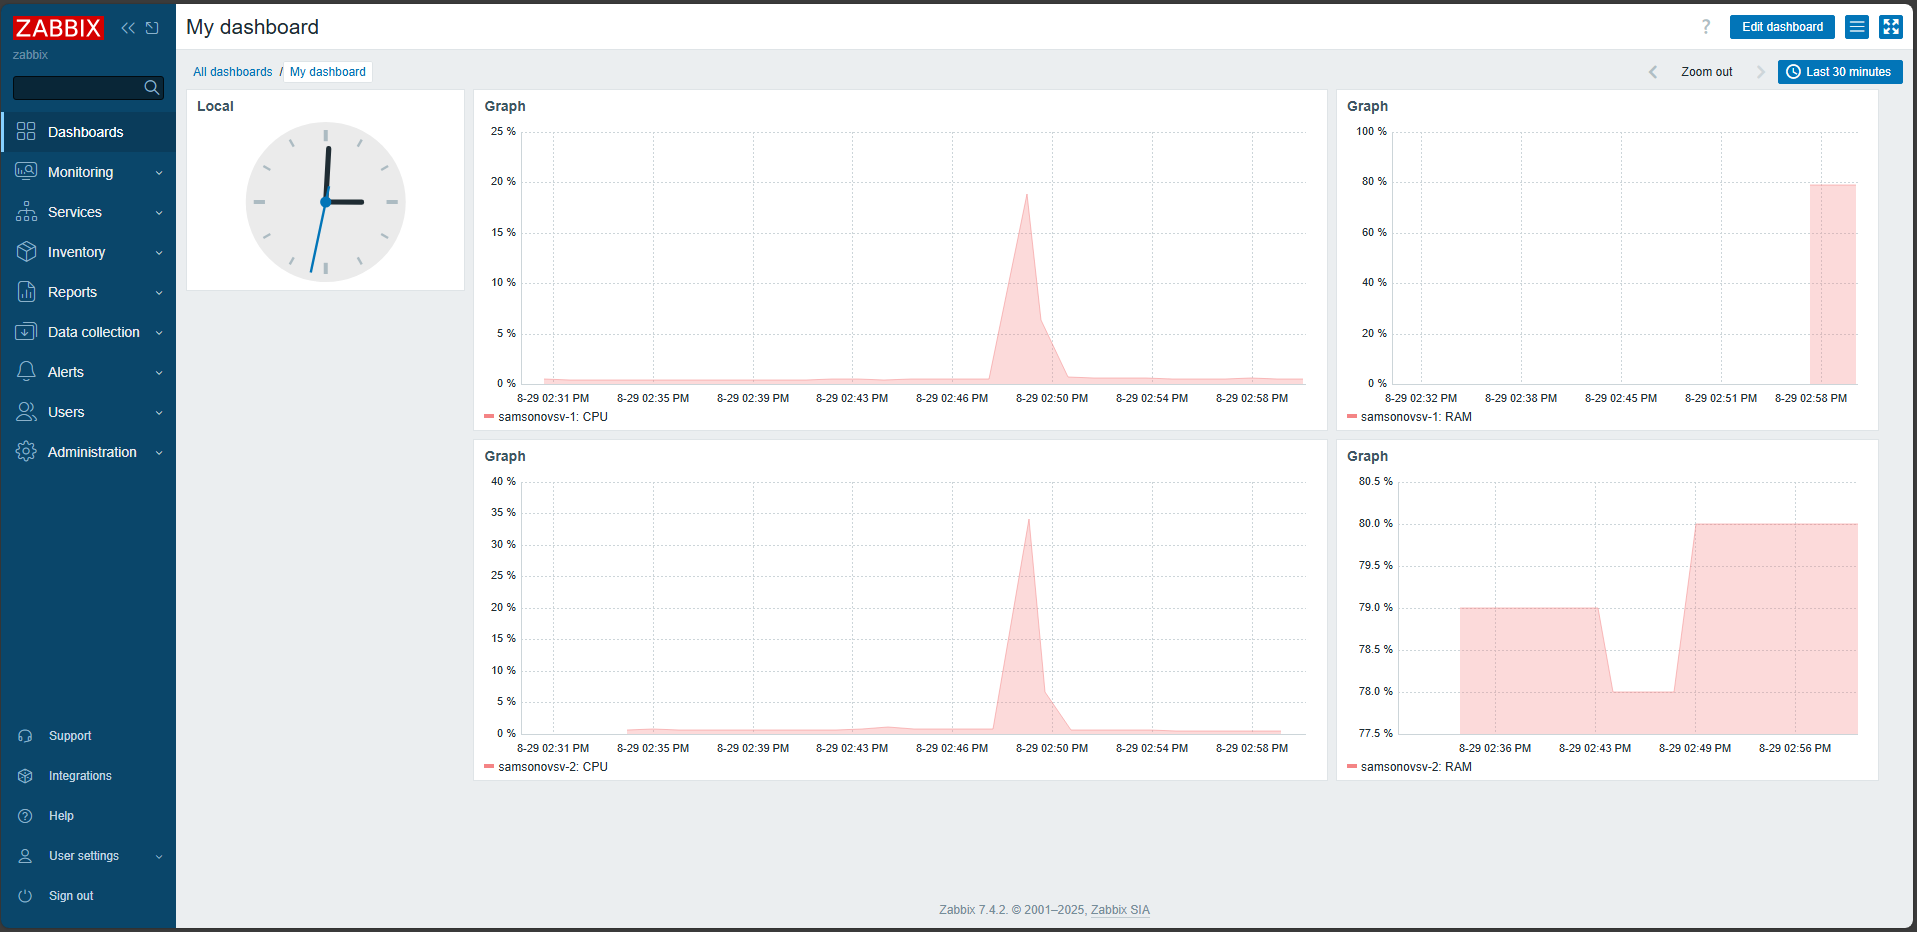 ZABBIX
zabbix
Dashboards
Monitoring
Services
Inventory
Reports
Data collection
Alerts
Users
Administration
Support
Integrations
Help
User settings
Sign out
My dashboard
? Edit dashboard
All dashboards / My dashboard
Zoom out Last 30 minutes
Local
Graph
25 %
20 %
15 %
10 %
5 %
0 %
8-29 02:31 PM 8-29 02:35 PM 8-29 02:39 PM 8-29 02:43 PM 8-29 02:46 PM 8-29 02:50 PM 8-29 02:54 PM 8-29 02:58 PM
samsonovsv-1: CPU
Graph
100 %
80 %
60 %
40 %
20 %
0 %
8-29 02:32 PM 8-29 02:38 PM 8-29 02:45 PM 8-29 02:51 PM 8-29 02:58 PM
samsonovsv-1: RAM
Graph
40 %
35 %
30 %
25 %
20 %
15 %
10 %
5 %
0 %
8-29 02:31 PM 8-29 02:35 PM 8-29 02:39 PM 8-29 02:43 PM 8-29 02:46 PM 8-29 02:50 PM 8-29 02:54 PM 8-29 02:58 PM
samsonovsv-2: CPU
Graph
80.5 %
80.0 %
79.5 %
79.0 %
78.5 %
78.0 %
77.5 %
8-29 02:36 PM 8-29 02:43 PM 8-29 02:49 PM 8-29 02:56 PM
samsonovsv-2: RAM
Zabbix 7.4.2. © 2001–2025, Zabbix SIA